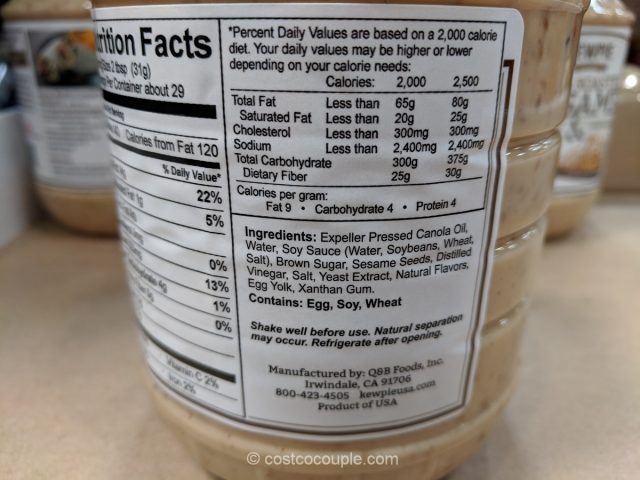 rition Facts
Size 2 tbsp (31g)
Per Container about 29
Calories from Fat 120
% Daily Value*
22%
5%
0%
13%
1%
0%
Vitamin C 2%
Iron 2%
*Percent Daily Values are based on a 2,000 calorie
diet. Your daily values may be higher or lower
depending on your calorie needs:
Calories: 2,000 2,500
Total Fat Less than 65g 80g
Saturated Fat Less than 20g 25g
Cholesterol Less than 300mg 300mg
Sodium Less than 2,400mg 2,400mg
Total Carbohydrate 300g 375g
Dietary Fiber 25g 30g
Calories per gram:
Fat 9 • Carbohydrate 4 • Protein 4
Ingredients: Expeller Pressed Canola Oil,
Water, Soy Sauce (Water, Soybeans, Wheat,
Salt), Brown Sugar, Sesame Seeds, Distilled
Vinegar, Salt, Yeast Extract, Natural Flavors,
Egg Yolk, Xanthan Gum.
Contains: Egg, Soy, Wheat
Shake well before use. Natural separation
may occur. Refrigerate after opening.
Manufactured by: Q&B Foods, Inc.
Irwindale, CA 91706
800-423-4505 kewpieusa.com
Product of USA
© costcocouple.com